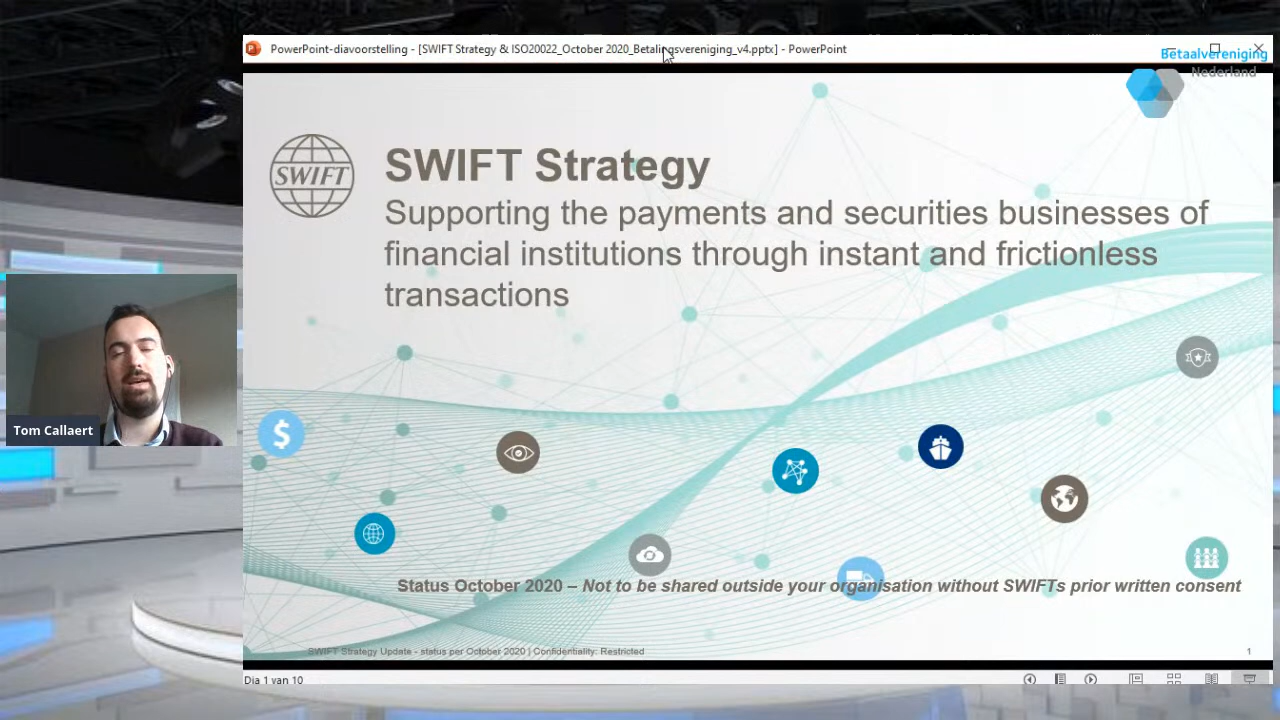 PowerPoint-diavoorstelling - [SWIFT Strategy & ISO20022_October 2020_Betalingsvereniging_v4.pptx] - PowerPoint
Betaalvereniging
Nederland
SWIFT
SWIFT Strategy
Supporting the payments and securities businesses of
financial institutions through instant and frictionless
transactions
Tom Callaert
$
Status October 2020 – Not to be shared outside your organisation without SWIFTs prior written consent
SWIFT Strategy Update - status per October 2020 | Confidentiality: Restricted
1
Dia 1 van 10